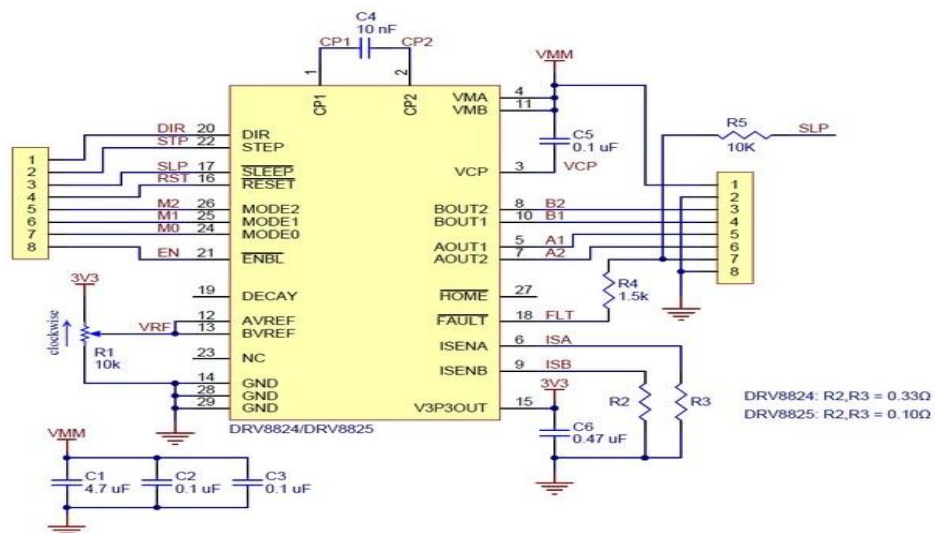 C4
10 nF
CP1
CP2
1
2
CP1
CP2
VMM
4
VMA
11
VMB
C5
0.1 uF
3
VCP
VCP
R5
10K
SLP
DIR 20 DIR
STP 22 STEP
SLP 17 SLEEP
RST 16 RESET
M2 26 MODE2
M1 25 MODE1
M0 24 MODE0
EN 21 ENBL
1
2
3
4
5
6
7
8
BOUT2 8 B2
BOUT1 10 B1
AOUT1 5 A1
AOUT2 7 A2
1
2
3
4
5
6
7
8
3V3
clockwise
R1
10k
VRF
19 DECAY
12 AVREF
13 BVREF
23 NC
14 GND
28 GND
29 GND
HOME 27
FAULT 18 FLT
R4
1.5k
ISENA 6 ISA
ISENB 9 ISB
3V3
V3P3OUT 15
R2
R3
C6
0.47 uF
DRV8824: R2,R3 = 0.33Ω
DRV8825: R2,R3 = 0.10Ω
DRV8824/DRV8825
VMM
C1
4.7 uF
C2
0.1 uF
C3
0.1 uF